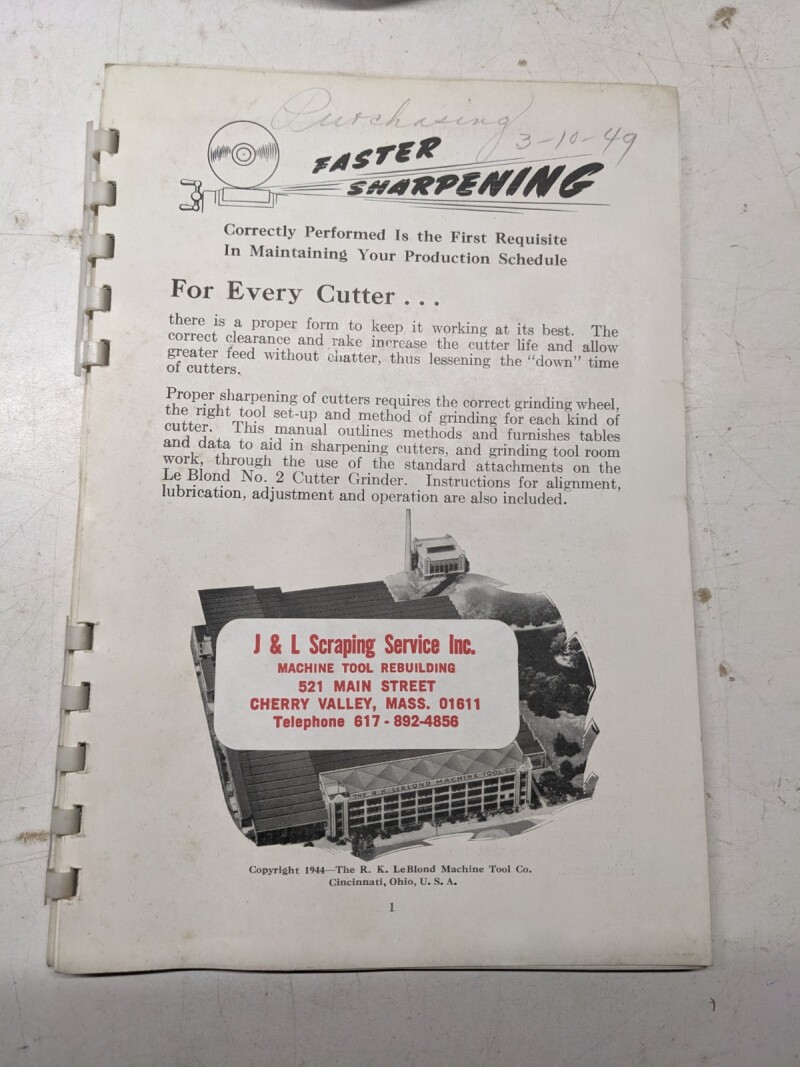 Purchasing
3-10-49
FASTER
SHARPENING
Correctly Performed Is the First Requisite
In Maintaining Your Production Schedule
For Every Cutter . . .
there is a proper form to keep it working at its best. The
correct clearance and rake increase the cutter life and allow
greater feed without chatter, thus lessening the "down" time
of cutters.
Proper sharpening of cutters requires the correct grinding wheel,
the right tool set-up and method of grinding for each kind of
cutter. This manual outlines methods and furnishes tables
and data to aid in sharpening cutters, and grinding tool room
work, through the use of the standard attachments on the
Le Blond No. 2 Cutter Grinder. Instructions for alignment,
lubrication, adjustment and operation are also included.
J & L Scraping Service Inc.
MACHINE TOOL REBUILDING
521 MAIN STREET
CHERRY VALLEY, MASS. 01611
Telephone 617 - 892-4856
THE R. K. LEBLOND MACHINE TOOL CO.
Copyright 1944—The R. K. LeBlond Machine Tool Co.
Cincinnati, Ohio, U. S. A.
1